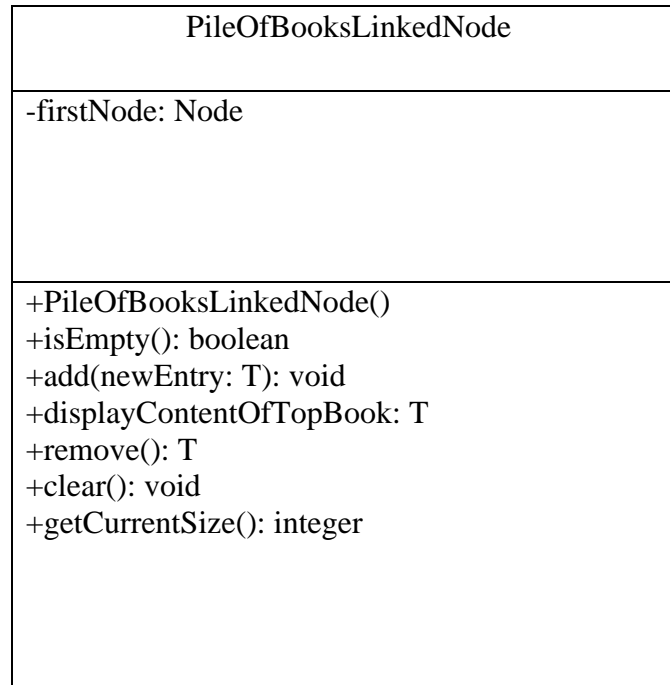 PileOfBooksLinkedNode
-firstNode: Node
+PileOfBooksLinkedNode()
+isEmpty(): boolean
+add(newEntry: T): void
+displayContentOfTopBook: T
+remove(): T
+clear(): void
+getCurrentSize(): integer